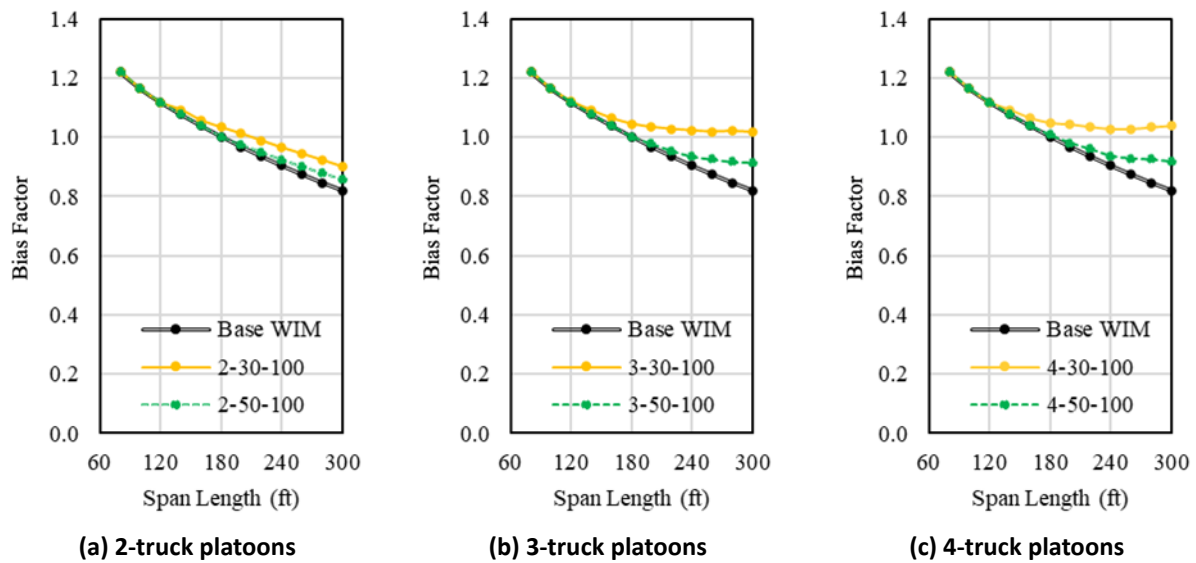 1.4
1.2
1.0
0.8
0.6
0.4
0.2
0.0
Bias Factor
Base WIM
2-30-100
2-50-100
60 120 180 240 300
Span Length (ft)
(a) 2-truck platoons
1.4
1.2
1.0
0.8
0.6
0.4
0.2
0.0
Bias Factor
Base WIM
3-30-100
3-50-100
60 120 180 240 300
Span Length (ft)
(b) 3-truck platoons
1.4
1.2
1.0
0.8
0.6
0.4
0.2
0.0
Bias Factor
Base WIM
4-30-100
4-50-100
60 120 180 240 300
Span Length (ft)
(c) 4-truck platoons